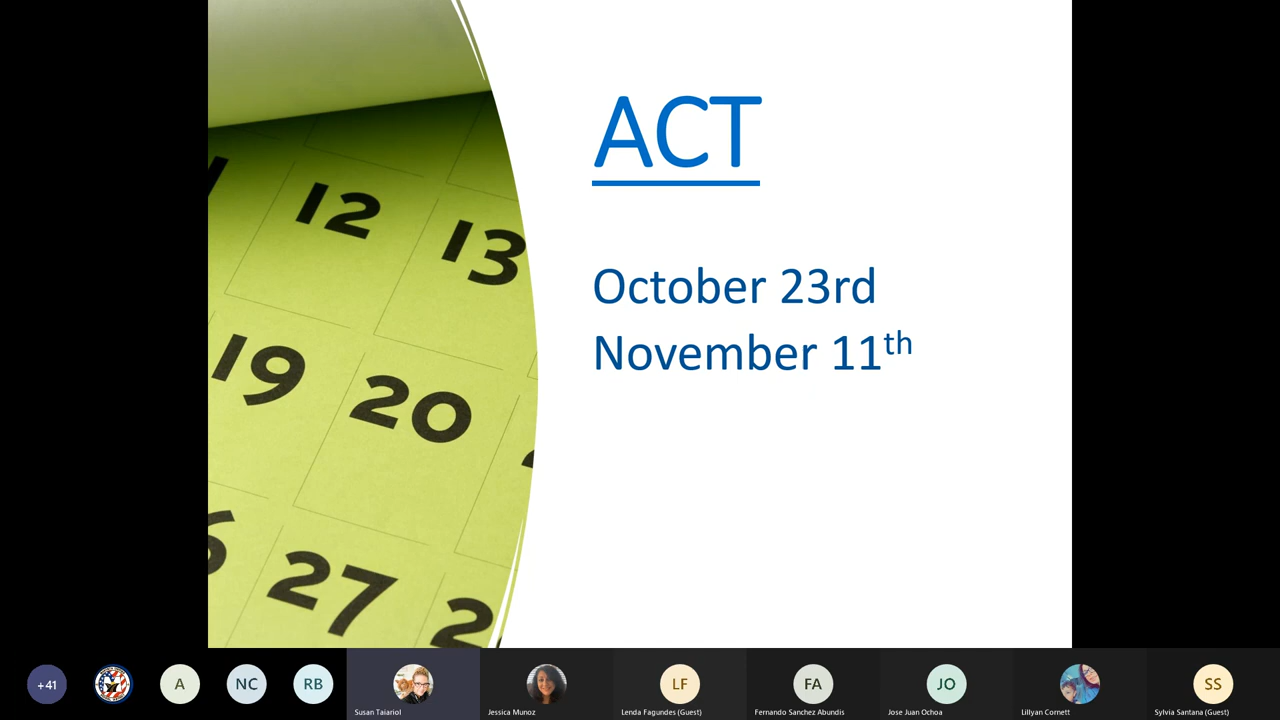 ACT
October 23rd
November 11th
12
13
19
20
27
+41
A
NC
RB
LF
FA
JO
SS
Susan Taiariol
Jessica Munoz
Lenda Fagundes (Guest)
Fernando Sanchez Abundis
Jose Juan Ochoa
Lillyan Cornett
Sylvia Santana (Guest)